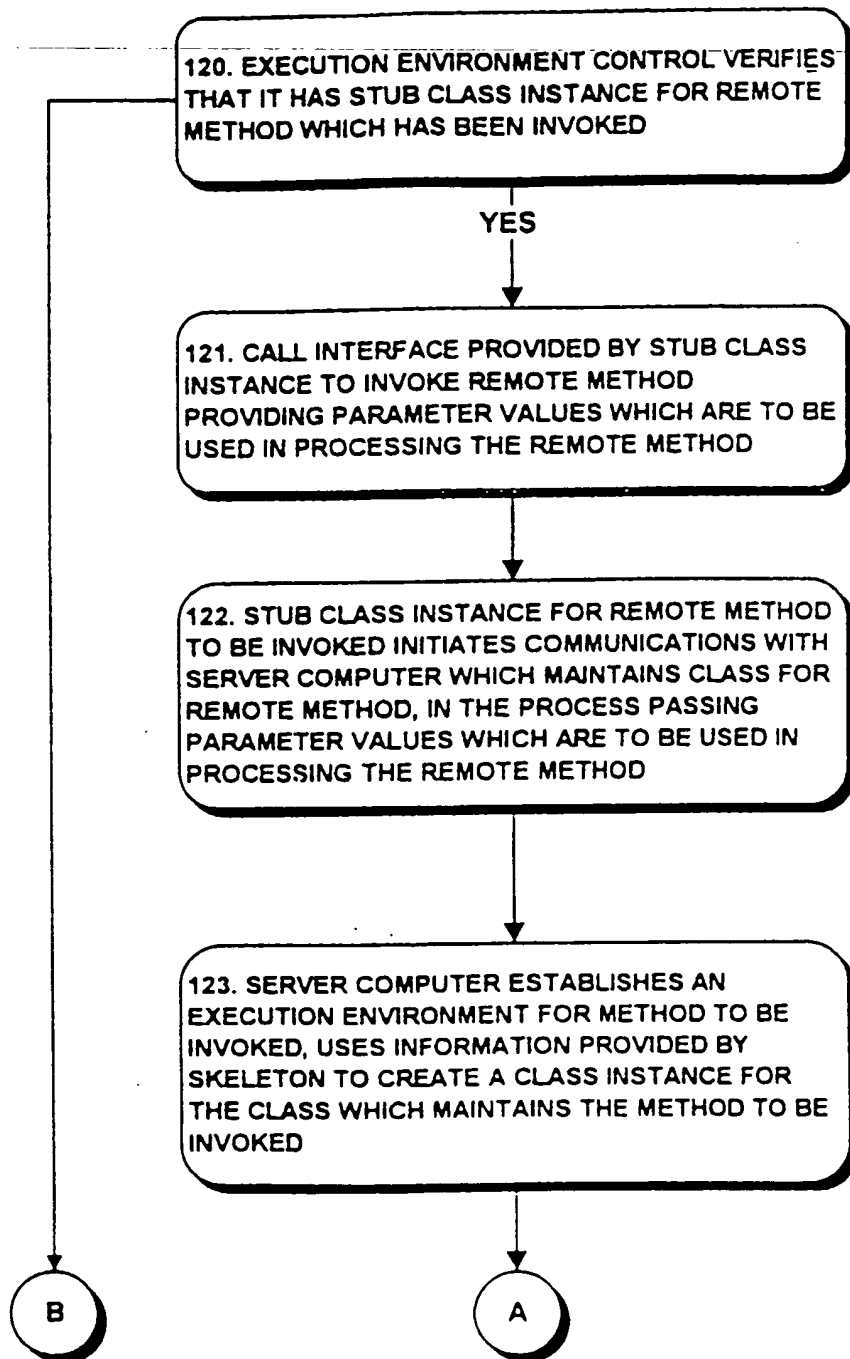 120. EXECUTION ENVIRONMENT CONTROL VERIFIES
THAT IT HAS STUB CLASS INSTANCE FOR REMOTE
METHOD WHICH HAS BEEN INVOKED
YES
121. CALL INTERFACE PROVIDED BY STUB CLASS
INSTANCE TO INVOKE REMOTE METHOD
PROVIDING PARAMETER VALUES WHICH ARE TO BE
USED IN PROCESSING THE REMOTE METHOD
122. STUB CLASS INSTANCE FOR REMOTE METHOD
TO BE INVOKED INITIATES COMMUNICATIONS WITH
SERVER COMPUTER WHICH MAINTAINS CLASS FOR
REMOTE METHOD, IN THE PROCESS PASSING
PARAMETER VALUES WHICH ARE TO BE USED IN
PROCESSING THE REMOTE METHOD
123. SERVER COMPUTER ESTABLISHES AN
EXECUTION ENVIRONMENT FOR METHOD TO BE
INVOKED, USES INFORMATION PROVIDED BY
SKELETON TO CREATE A CLASS INSTANCE FOR
THE CLASS WHICH MAINTAINS THE METHOD TO BE
INVOKED
B
A